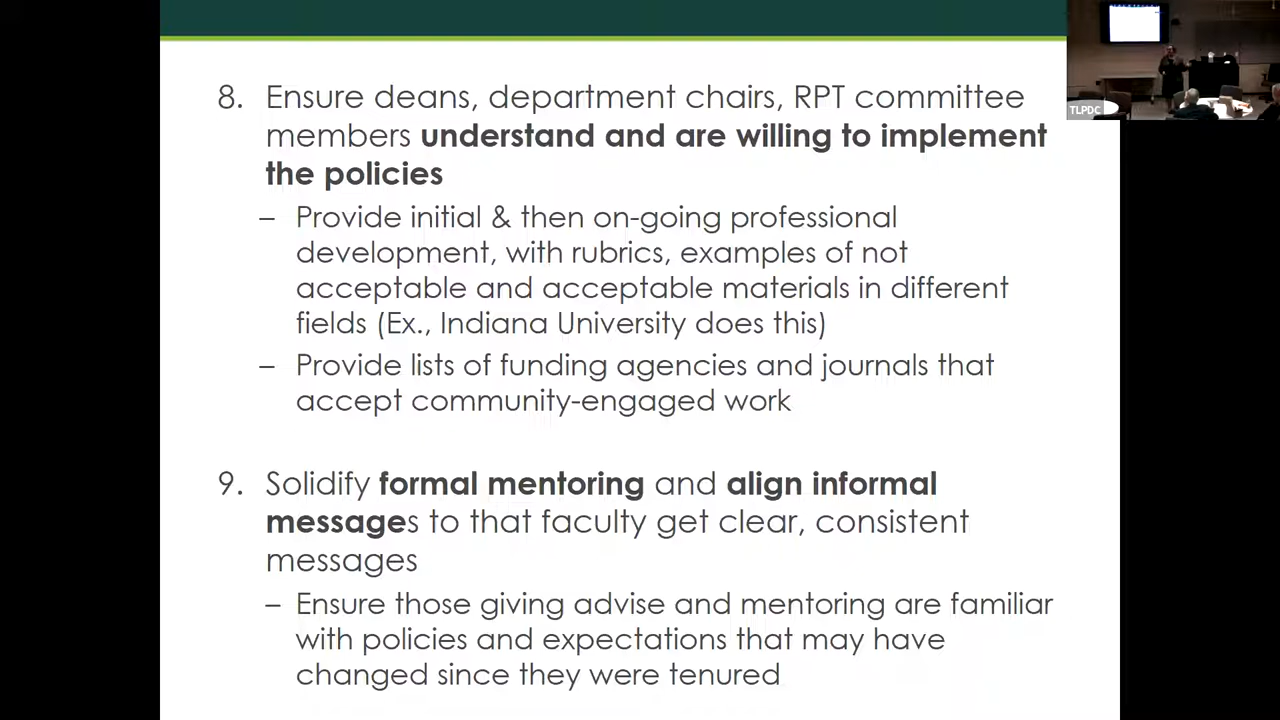 8. Ensure deans, department chairs, RPT committee
members understand and are willing to implement
the policies
– Provide initial & then on-going professional
development, with rubrics, examples of not
acceptable and acceptable materials in different
fields (Ex., Indiana University does this)
– Provide lists of funding agencies and journals that
accept community-engaged work
9. Solidify formal mentoring and align informal
messages to that faculty get clear, consistent
messages
– Ensure those giving advise and mentoring are familiar
with policies and expectations that may have
changed since they were tenured
TLPDC